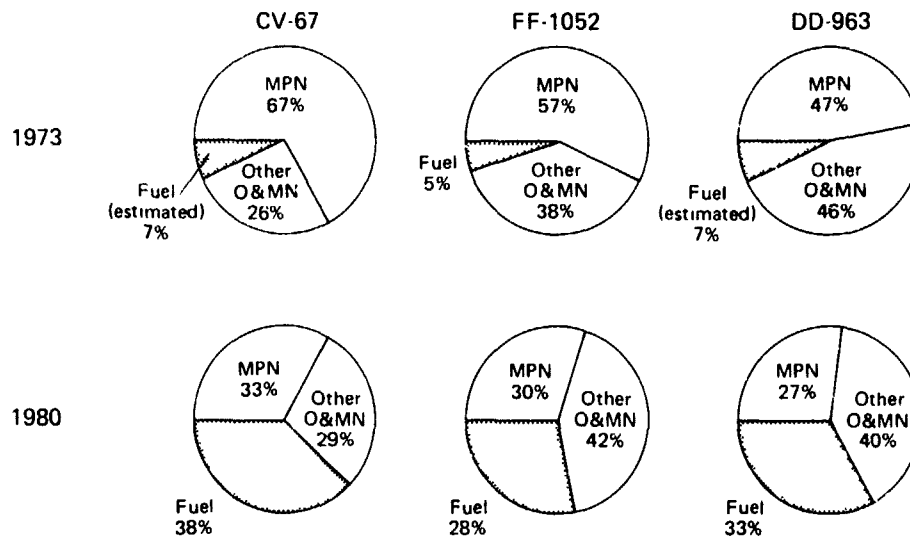 CV-67
FF-1052
DD-963
1973
MPN
67%
Fuel
(estimated)
7%
Other
O&MN
26%
MPN
57%
Fuel
5%
Other
O&MN
38%
MPN
47%
Fuel
(estimated)
7%
Other
O&MN
46%
1980
MPN
33%
Other
O&MN
29%
Fuel
38%
MPN
30%
Other
O&MN
42%
Fuel
28%
MPN
27%
Other
O&MN
40%
Fuel
33%